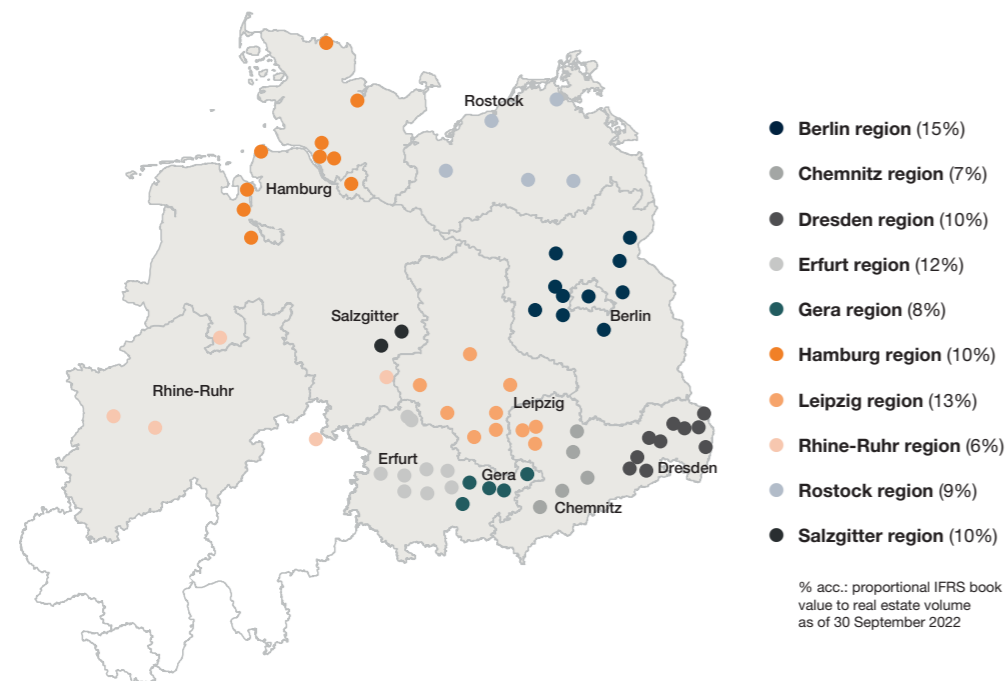 Rostock
Hamburg
Salzgitter
Berlin
Rhine-Ruhr
Leipzig
Erfurt
Gera
Dresden
Chemnitz
Berlin region (15%)
Chemnitz region (7%)
Dresden region (10%)
Erfurt region (12%)
Gera region (8%)
Hamburg region (10%)
Leipzig region (13%)
Rhine-Ruhr region (6%)
Rostock region (9%)
Salzgitter region (10%)
% acc.: proportional IFRS book
value to real estate volume
as of 30 September 2022